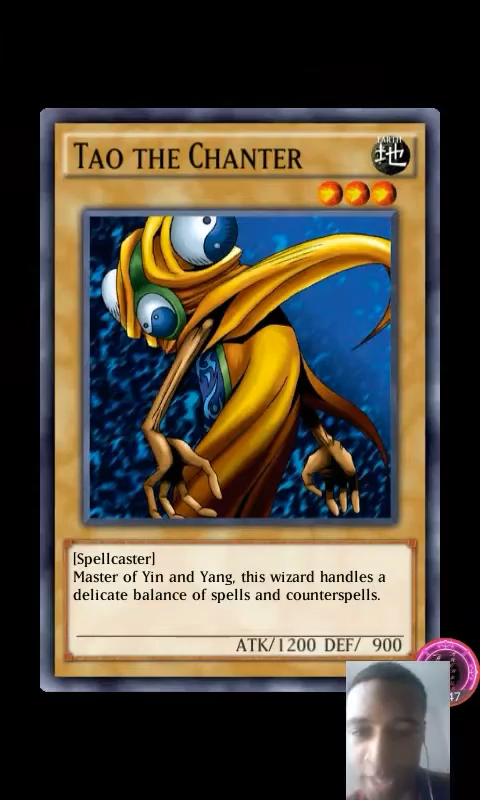 TAO THE CHANTER
EARTH
地
[Spellcaster]
Master of Yin and Yang, this wizard handles a
delicate balance of spells and counterspells.
ATK/1200 DEF/ 900
47